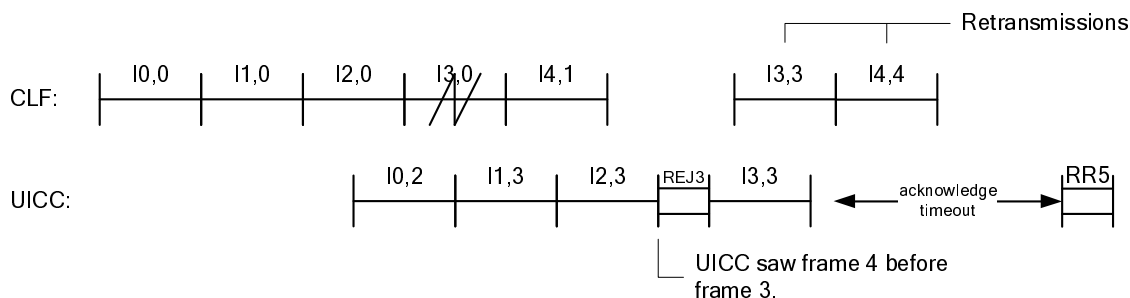 Retransmissions
I0,0 I1,0 I2,0 I3,0 I4,1 I3,3 I4,4
CLF:
I0,2 I1,3 I2,3 REJ3 I3,3 RR5
UICC:
acknowledge
timeout
UICC saw frame 4 before
frame 3.